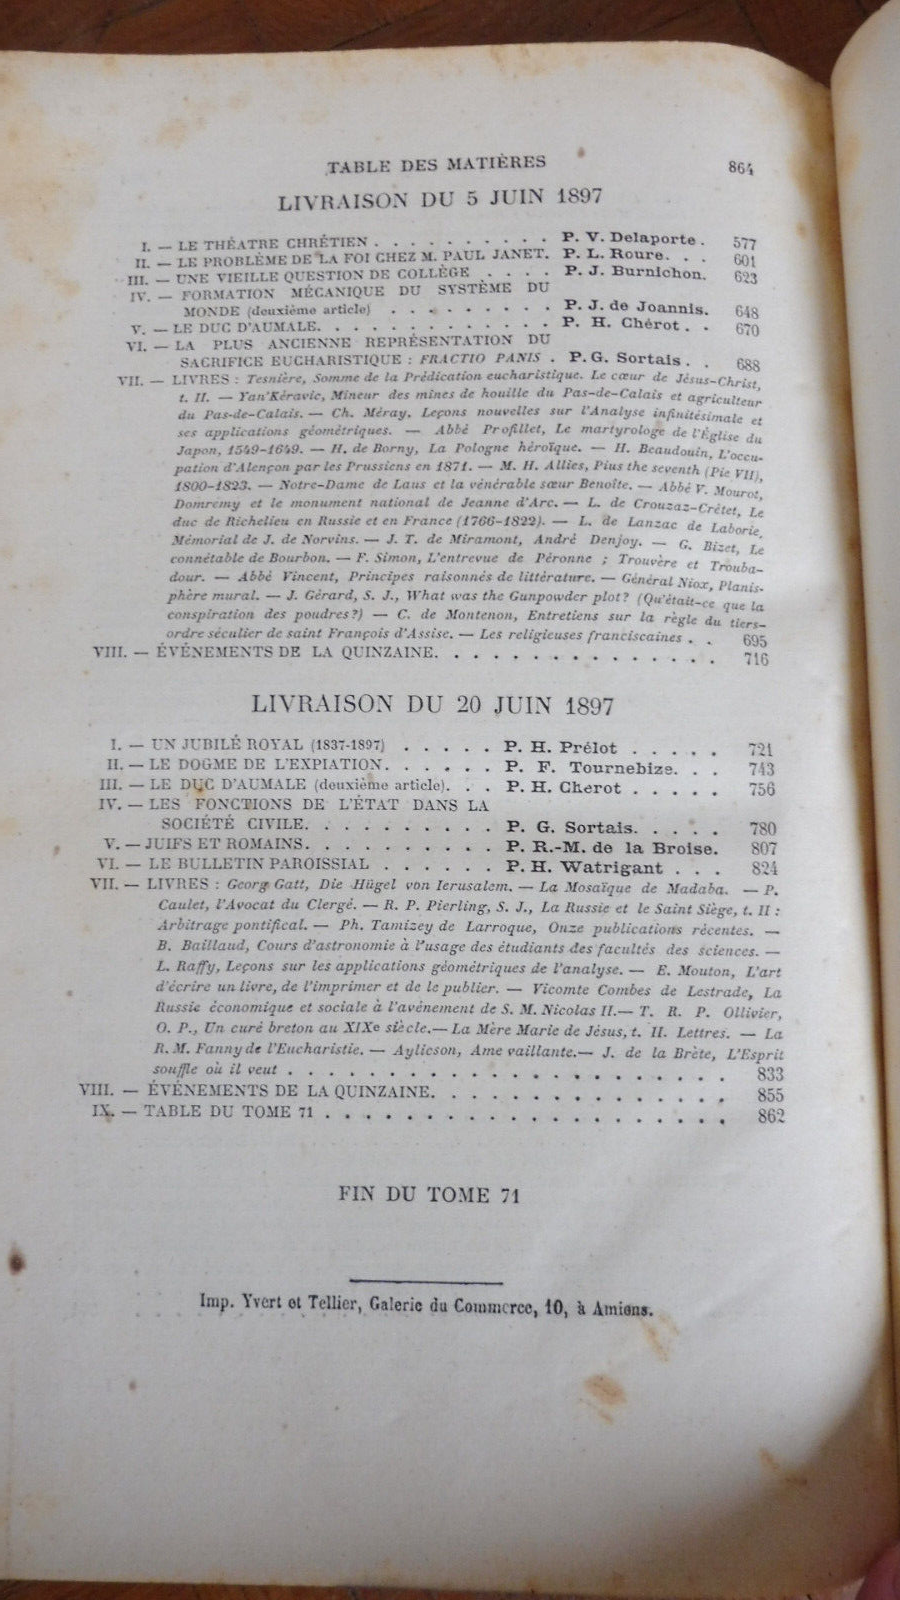 TABLE DES MATIÈRES 864
LIVRAISON DU 5 JUIN 1897
I. — LE THÉATRE CHRÉTIEN . . . . . . . . . . P. V. Delaporte . 577
II. — LE PROBLÈME DE LA FOI CHEZ M. PAUL JANET. P. L. Roure. . . 601
III. — UNE VIEILLE QUESTION DE COLLÈGE . . . . P. J. Burnichon. 623
IV. — FORMATION MÉCANIQUE DU SYSTÈME DU
MONDE (deuxième article) . . . . . . . . P. J. de Joannis. 648
V. — LE DUC D'AUMALE. . . . . . . . . . . . . P. H. Chérot . . 670
VI. — LA PLUS ANCIENNE REPRÉSENTATION DU
SACRIFICE EUCHARISTIQUE : FRACTIO PANIS . P. G. Sortais . . 688
VII. — LIVRES : Tesnière, Somme de la Prédication eucharistique. Le cœur de Jésus-Christ,
t. II. — Yan'Kéravic, Mineur des mines de houille du Pas-de-Calais et agriculteur
du Pas-de-Calais. — Ch. Méray, Leçons nouvelles sur l'Analyse infinitésimale et
ses applications géométriques. — Abbé Profillet, Le martyrologe de l'Église du
Japon, 1549-1649. — H. de Borny, La Pologne héroïque. — H. Beaudouin, L'occu-
pation d'Alençon par les Prussiens en 1871. — M. H. Allies, Pius the seventh (Pie VII),
1800-1823. — Notre-Dame de Laus et la vénérable sœur Benoîte. — Abbé V. Mourot,
Domremy et le monument national de Jeanne d'Arc. — L. de Crouzaz-Crétet, Le
duc de Richelieu en Russie et en France (1766-1822). — L. de Lanzac de Laborie,
Mémorial de J. de Norvins. — J. T. de Miramont, André Denjoy. — G. Bizet, Le
connétable de Bourbon. — F. Simon, L'entrevue de Péronne ; Trouvère et Trouba-
dour. — Abbé Vincent, Principes raisonnés de littérature. — Général Niox, Planis-
phère mural. — J. Gérard, S. J., What was the Gunpowder plot? (Qu'était-ce que la
conspiration des poudres?) — C. de Montenon, Entretiens sur la règle du tiers-
ordre séculier de saint François d'Assise. — Les religieuses franciscaines . . 695
VIII. — ÉVÉNEMENTS DE LA QUINZAINE. . . . . . . . . . . . . . . 716
LIVRAISON DU 20 JUIN 1897
I. — UN JUBILÉ ROYAL (1837-1897) . . . . . P. H. Prélot . . . . . 721
II. — LE DOGME DE L'EXPIATION. . . . . . P. F. Tournebize. . . 743
III. — LE DUC D'AUMALE (deuxième article). . . P. H. Cherot . . . . . 756
IV. — LES FONCTIONS DE L'ÉTAT DANS LA
SOCIÉTÉ CIVILE. . . . . . . . . . P. G. Sortais. . . . . 780
V. — JUIFS ET ROMAINS. . . . . . . . . . P. R.-M. de la Broise. 807
VI. — LE BULLETIN PAROISSIAL . . . . . . P. H. Watrigant . . . 824
VII. — LIVRES : Georg Gatt, Die Hügel von Ierusalem. — La Mosaïque de Madaba. — P.
Caulet, l'Avocat du Clergé. — R. P. Pierling, S. J., La Russie et le Saint Siège, t. II :
Arbitrage pontifical. — Ph. Tamizey de Larroque, Onze publications récentes. —
B. Baillaud, Cours d'astronomie à l'usage des étudiants des facultés des sciences. —
L. Raffy, Leçons sur les applications géométriques de l'analyse. — E. Mouton, L'art
d'écrire un livre, de l'imprimer et de le publier. — Vicomte Combes de Lestrade, La
Russie économique et sociale à l'avénement de S. M. Nicolas II.— T. R. P. Ollivier,
O. P., Un curé breton au XIXe siècle.— La Mère Marie de Jésus, t. II. Lettres. — La
R. M. Fanny de l'Eucharistie. — Aylicson, Ame vaillante.— J. de la Brète, L'Esprit
souffle où il veut . . . . . . . . . . . . . . . . . . . . . . . 833
VIII. — ÉVÉNEMENTS DE LA QUINZAINE. . . . . . . . . . . . . . . 855
IX. — TABLE DU TOME 71 . . . . . . . . . . . . . . . . . . . . 862
FIN DU TOME 71
Imp. Yvert et Tellier, Galerie du Commerce, 10, à Amiens.